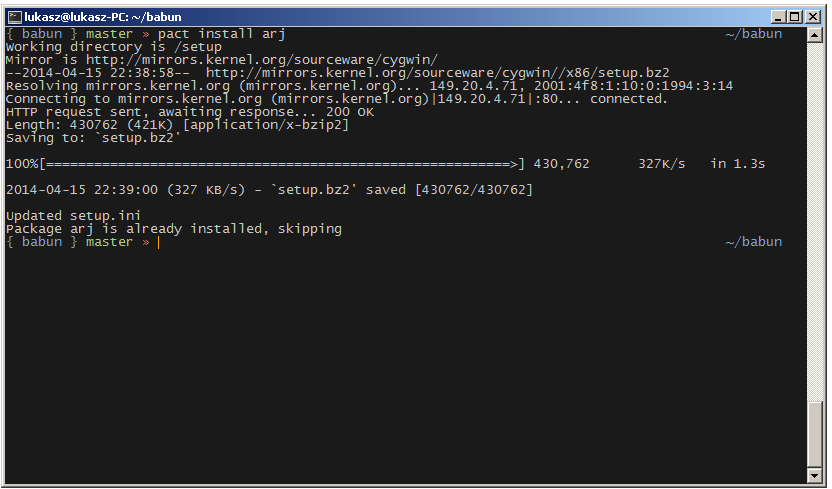 lukasz@lukasz-PC: ~/babun
{ babun } master » pact install arj ~/babun
Working directory is /setup
Mirror is http://mirrors.kernel.org/sourceware/cygwin/
--2014-04-15 22:38:58-- http://mirrors.kernel.org/sourceware/cygwin//x86/setup.bz2
Resolving mirrors.kernel.org (mirrors.kernel.org)... 149.20.4.71, 2001:4f8:1:10:0:1994:3:14
Connecting to mirrors.kernel.org (mirrors.kernel.org)|149.20.4.71|:80... connected.
HTTP request sent, awaiting response... 200 OK
Length: 430762 (421K) [application/x-bzip2]
Saving to: `setup.bz2'
100%[==========================================================>] 430,762 327K/s in 1.3s
2014-04-15 22:39:00 (327 KB/s) - `setup.bz2' saved [430762/430762]
Updated setup.ini
Package arj is already installed, skipping
{ babun } master » ~/babun